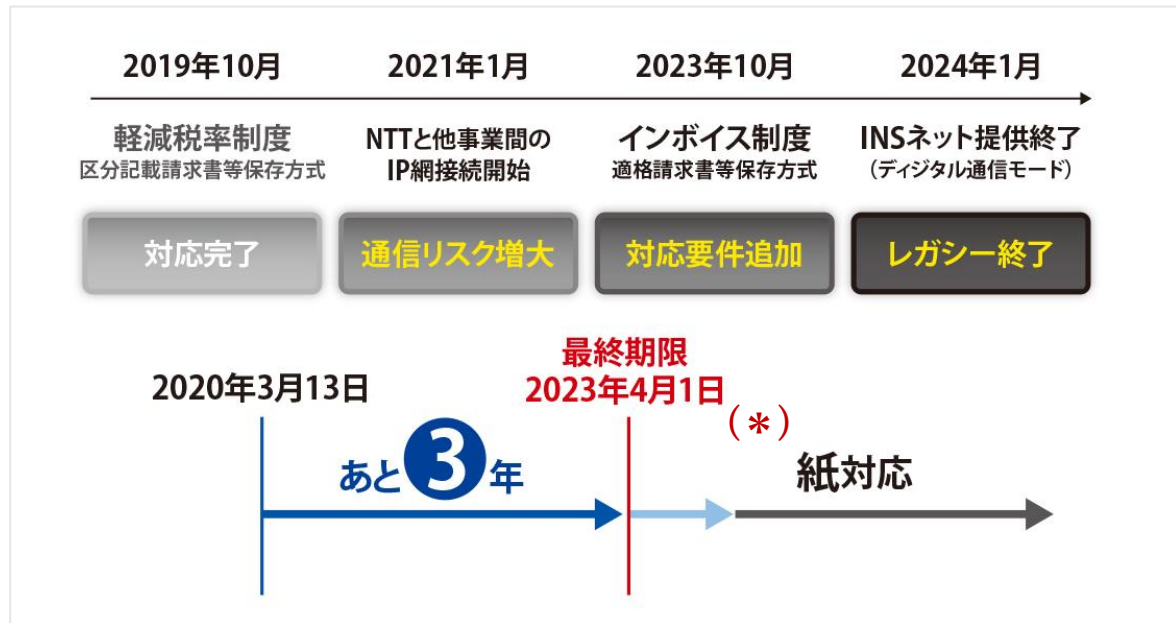 2019年10月
2021年1月
2023年10月
2024年1月
軽減税率制度
区分記載請求書等保存方式
NTTと他事業間の
IP網接続開始
インボイス制度
適格請求書等保存方式
INSネット提供終了
(ディジタル通信モード)
対応完了
通信リスク増大
対応要件追加
レガシー終了
2020年3月13日
最終期限
2023年4月1日
(*)
あと3年
紙対応